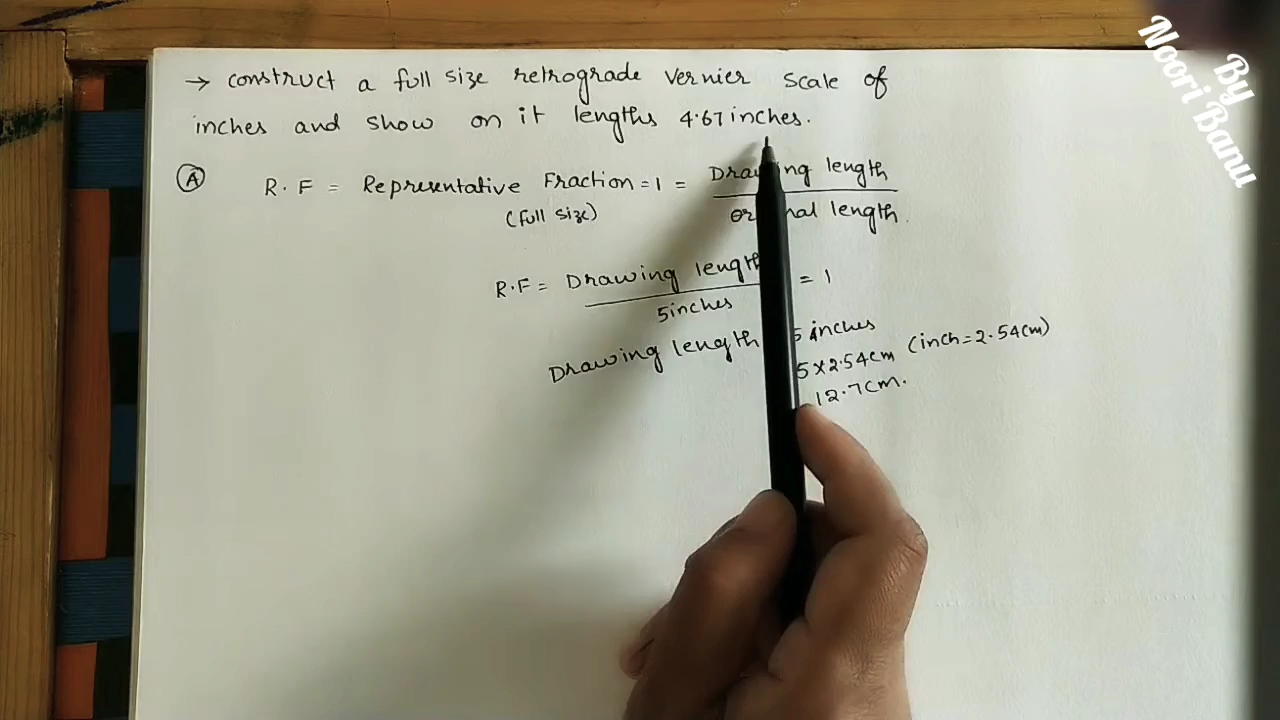 → construct a full size retrograde vernier scale of
inches and show on it lengths 4.67 inches.
Ⓐ R.F = Representative Fraction = 1 = Drawing length
(full size) length.
R.F = Drawing length = 1
5inches
Drawing length 5 inches
5 x 2.54cm (inch = 2.54cm)
12.7cm.
By
Noori Banu